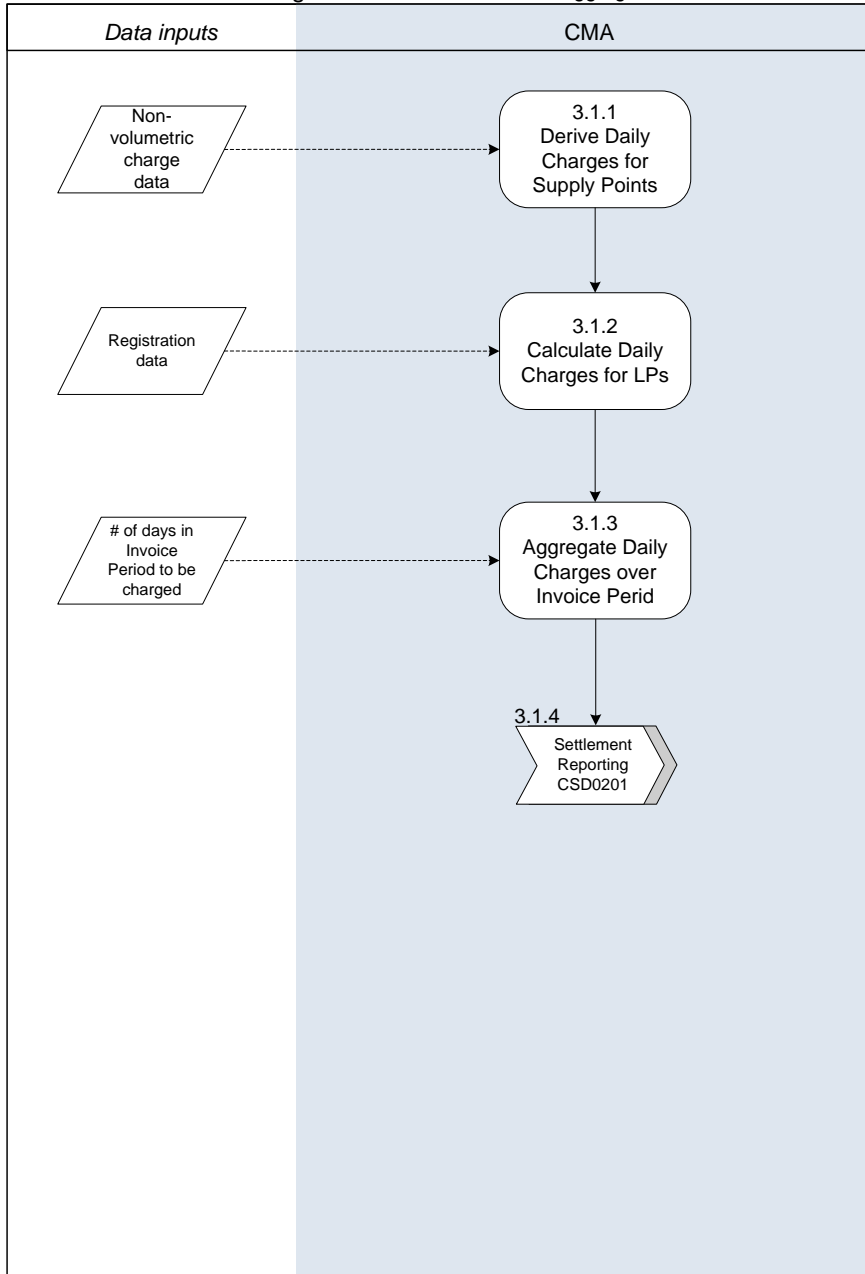 Data inputs
CMA
Non-
volumetric
charge
data
3.1.1
Derive Daily
Charges for
Supply Points
Registration
data
3.1.2
Calculate Daily
Charges for LPs
# of days in
Invoice
Period to be
charged
3.1.3
Aggregate Daily
Charges over
Invoice Perid
3.1.4
Settlement
Reporting
CSD0201